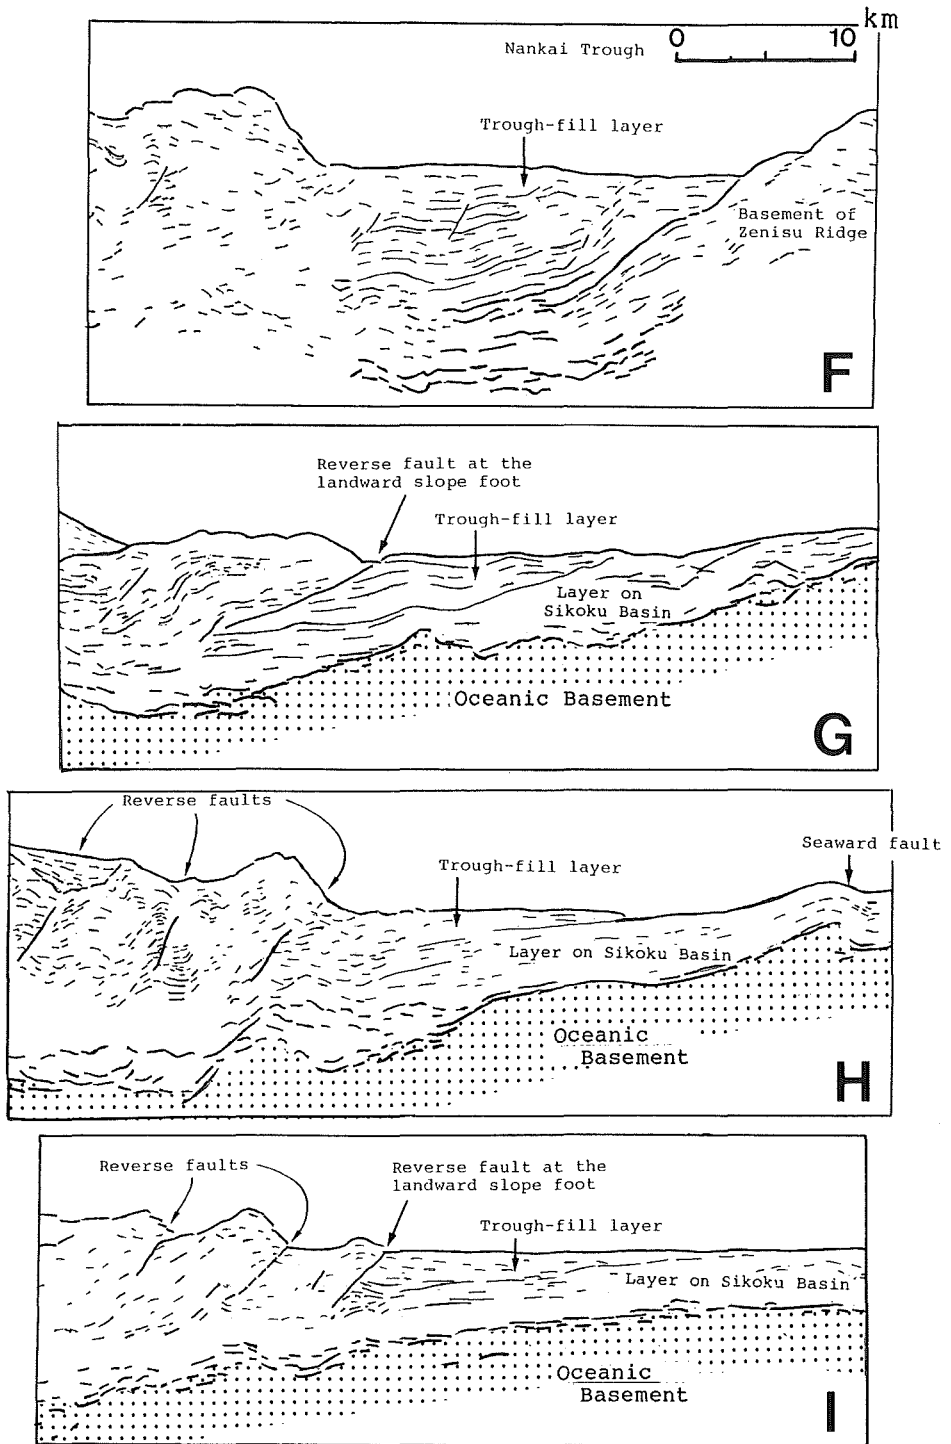 km
0 10
Nankai Trough
Trough-fill layer
Basement of
Zenisu Ridge
F
Reverse fault at the
landward slope foot
Trough-fill layer
Layer on
Sikoku Basin
Oceanic Basement
G
Reverse faults
Seaward fault
Trough-fill layer
Layer on Sikoku Basin
Oceanic
Basement
H
Reverse faults
Reverse fault at the
landward slope foot
Trough-fill layer
Layer on Sikoku Basin
Oceanic
Basement
I